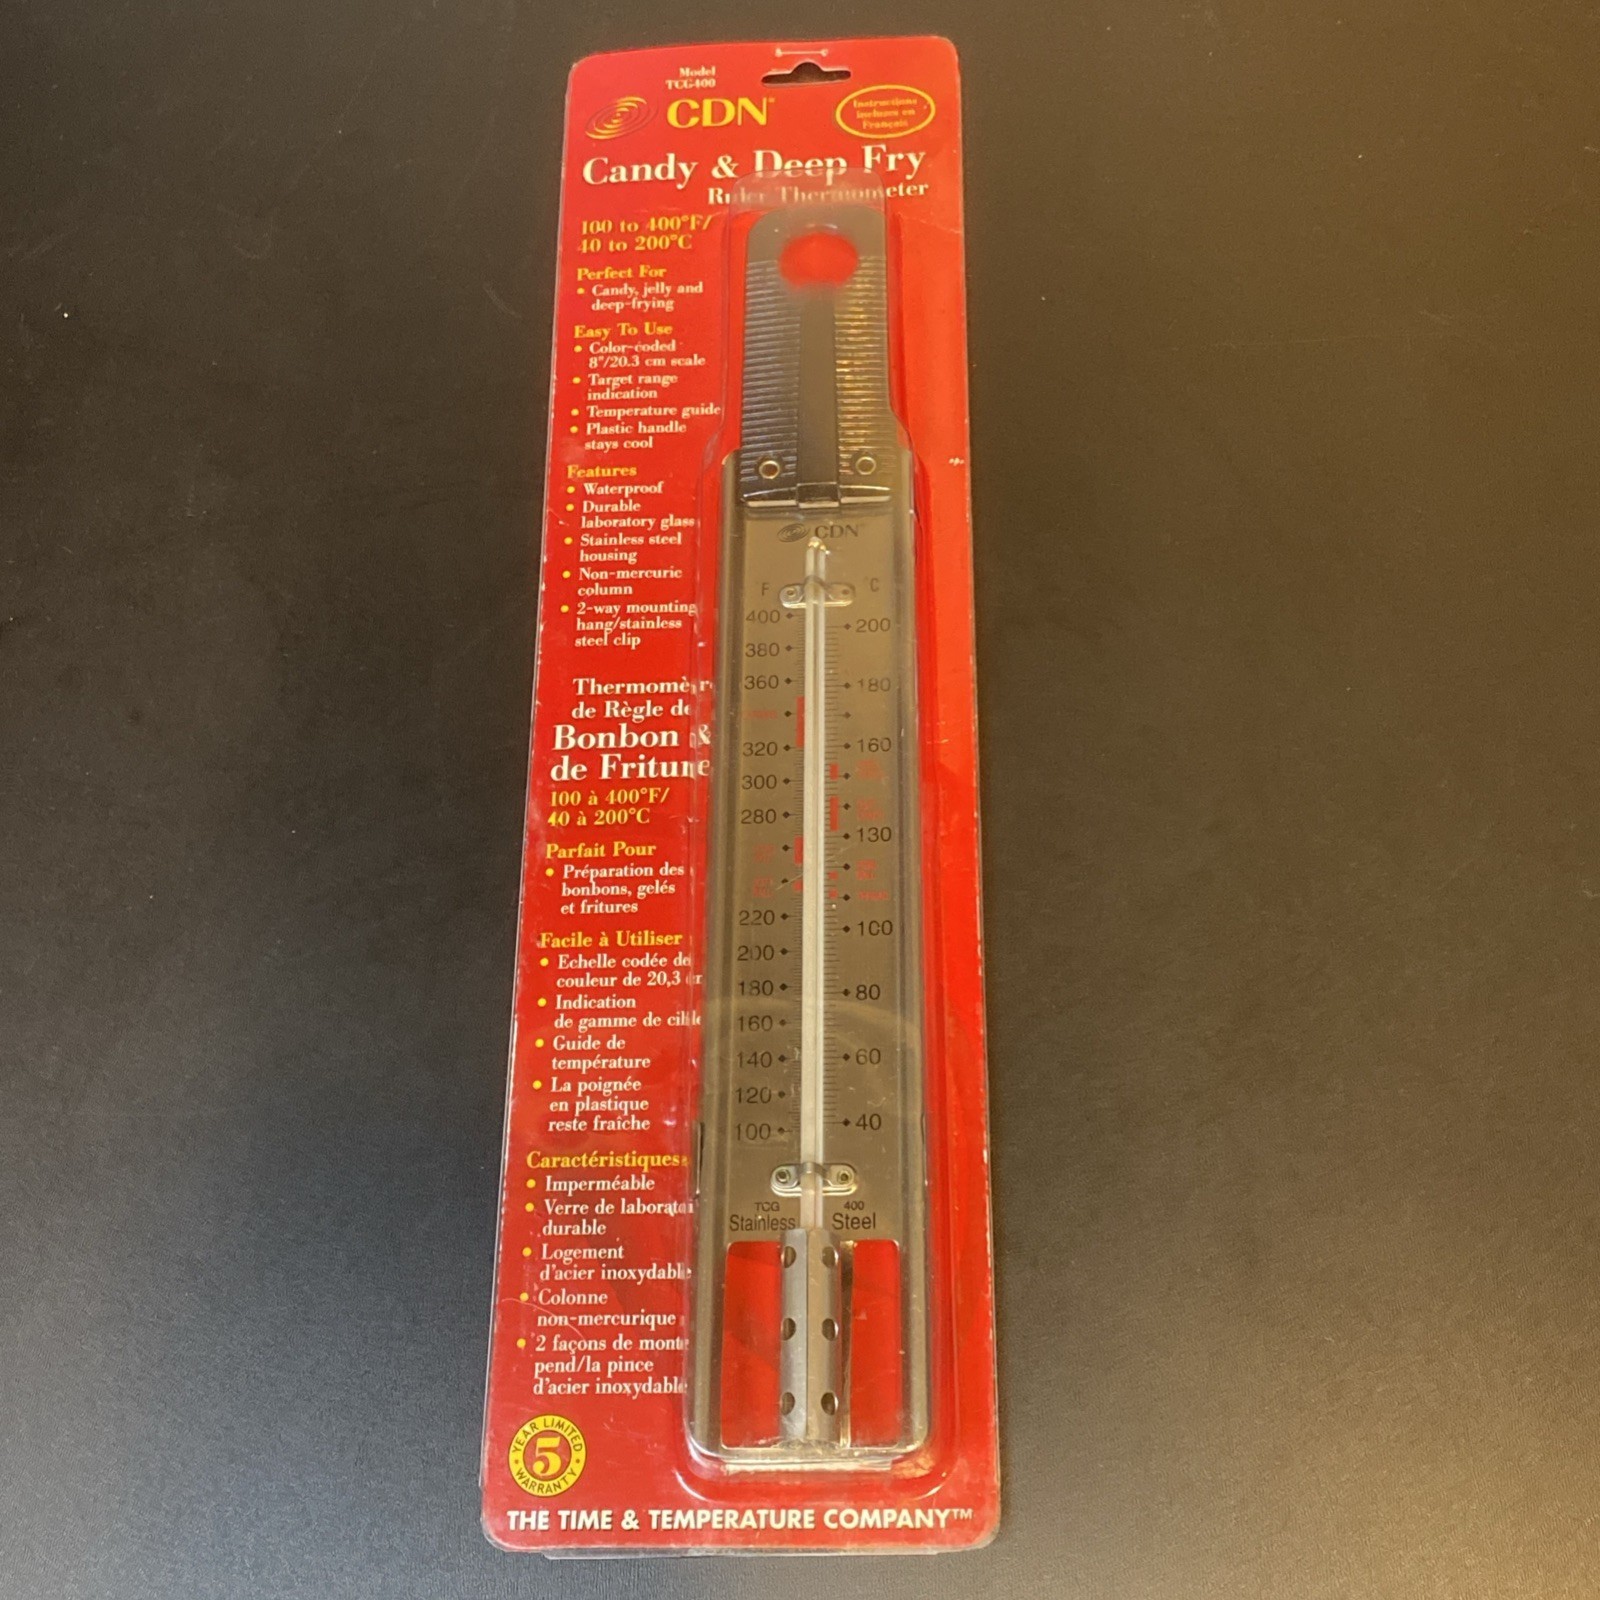 Model
TCG400
CDN®
Instructions
incluses en
Français
Candy & Deep Fry
Ruler Thermometer
100 to 400°F/
40 to 200°C
Perfect For
• Candy, jelly and
deep-frying
Easy To Use
• Color-coded
8"/20.3 cm scale
• Target range
indication
• Temperature guide
• Plastic handle
stays cool
Features
• Waterproof
• Durable
laboratory glass
• Stainless steel
housing
• Non-mercuric
column
• 2-way mounting
hang/stainless
steel clip
Thermomètre
de Règle de
Bonbon &
de Friture
100 à 400°F/
40 à 200°C
Parfait Pour
• Préparation des
bonbons, gelés
et fritures
Facile à Utiliser
• Echelle codée de
couleur de 20,3 cm
• Indication
de gamme de cible
• Guide de
température
• La poignée
en plastique
reste fraîche
Caractéristiques
• Imperméable
• Verre de laboratoi
durable
• Logement
d'acier inoxydable
• Colonne
non-mercurique
• 2 façons de monte
pend/la pince
d'acier inoxydable
CDN
F °C
400
200
380
360
180
320
160
300
280
130
220
100
200
180
80
160
140
60
120
100
40
TCG 400
Stainless Steel
5 YEAR LIMITED WARRANTY
THE TIME & TEMPERATURE COMPANY™